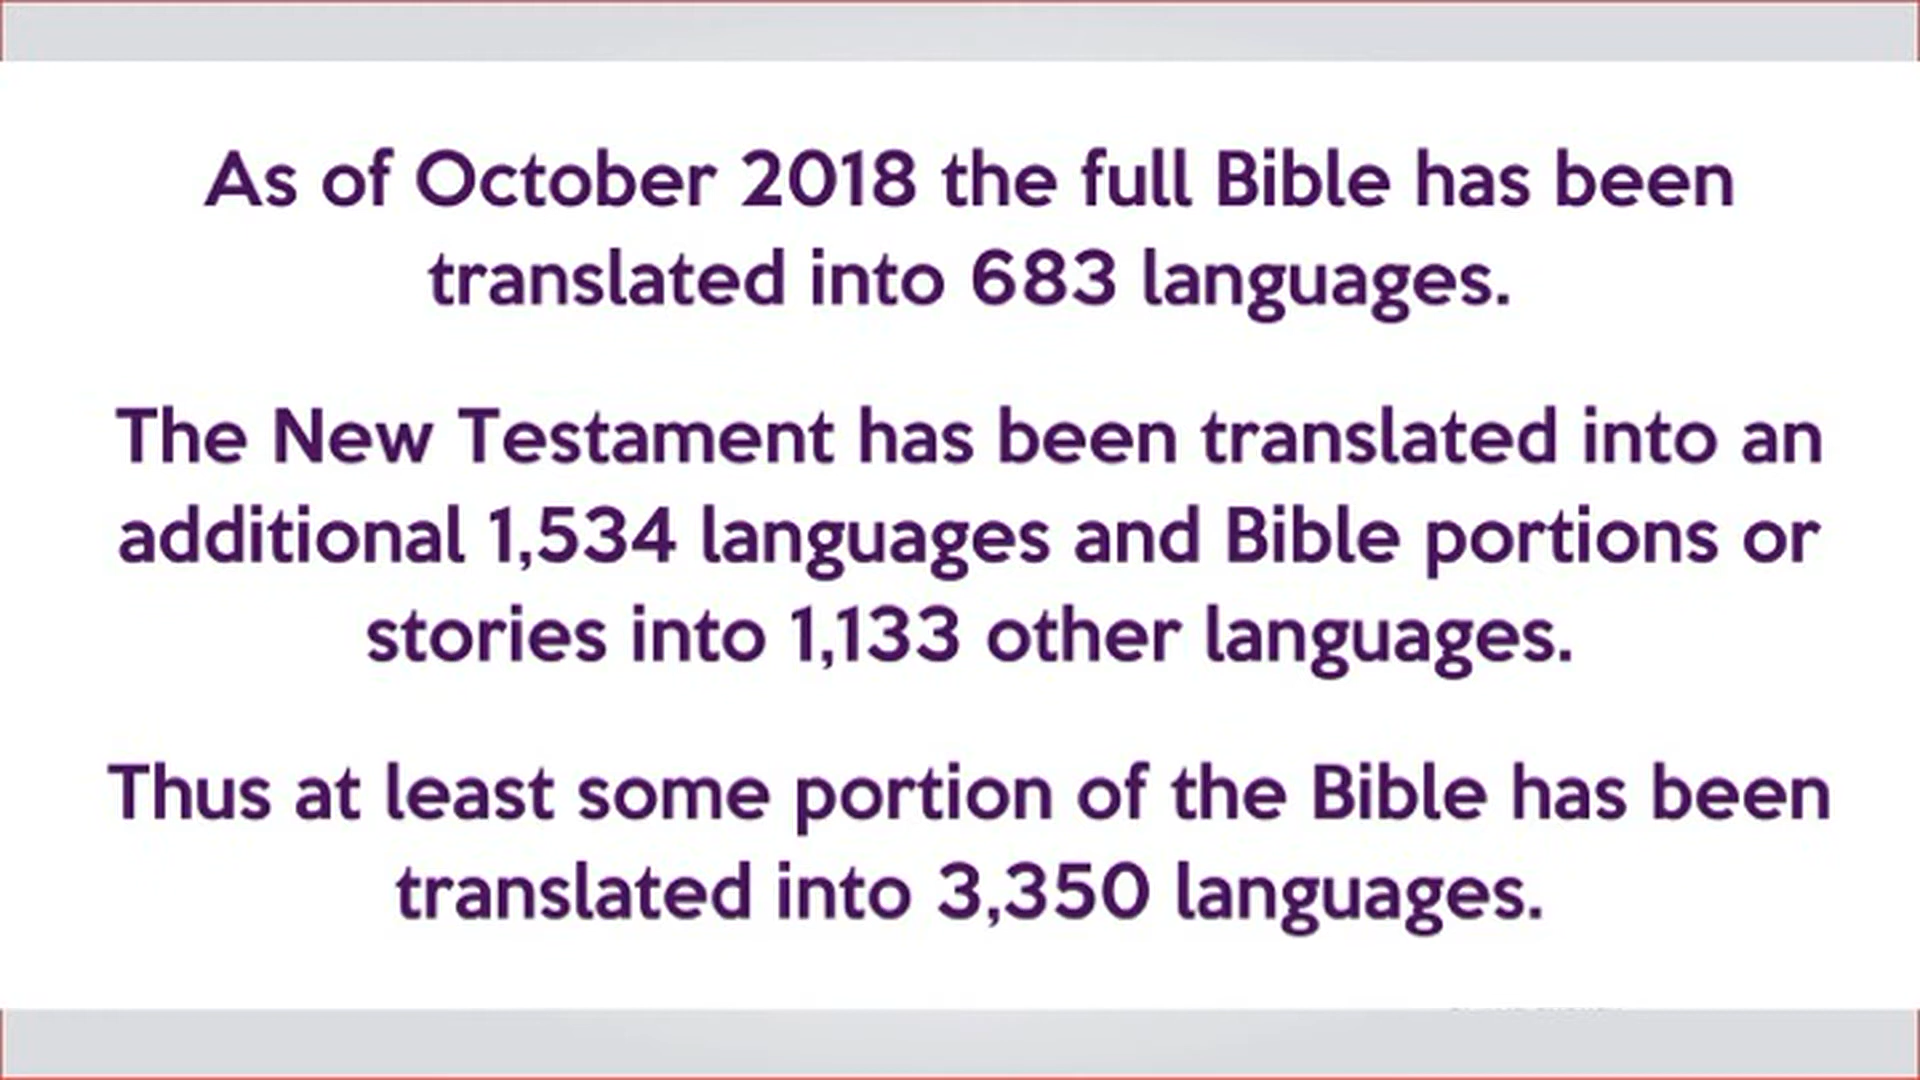 As of October 2018 the full Bible has been
translated into 683 languages.
The New Testament has been translated into an
additional 1,534 languages and Bible portions or
stories into 1,133 other languages.
Thus at least some portion of the Bible has been
translated into 3,350 languages.